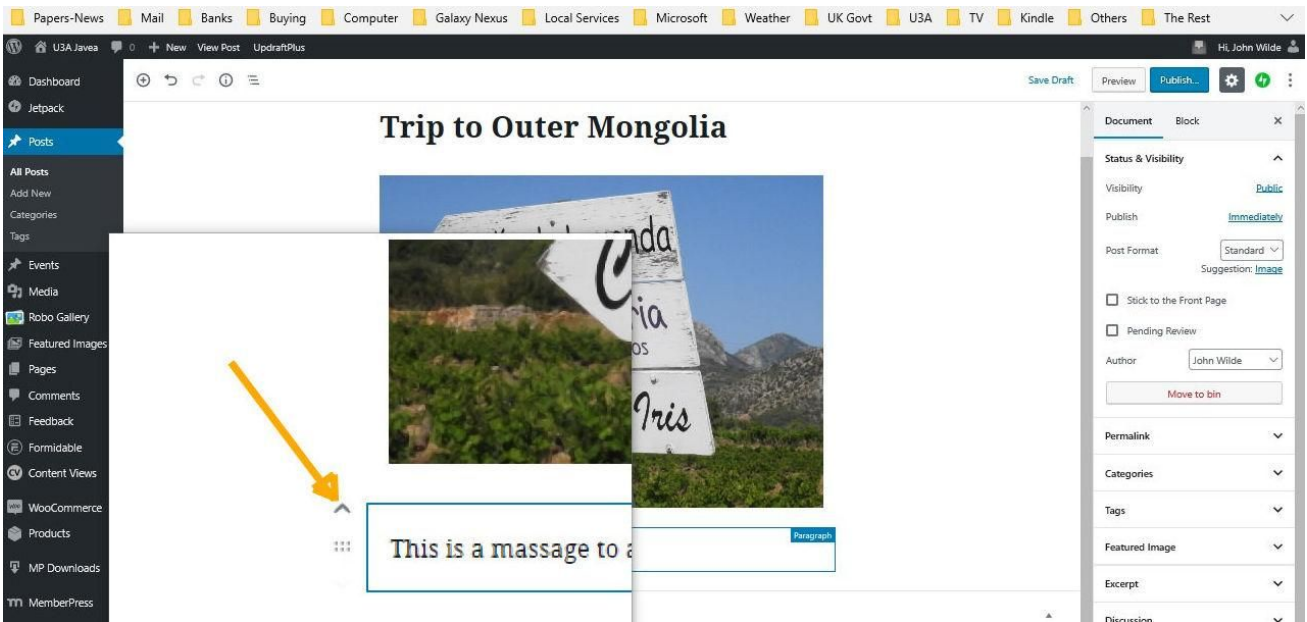 Papers-News Mail Banks Buying Computer Galaxy Nexus Local Services Microsoft Weather UK Govt U3A TV Kindle Others The Rest
U3A Javea 0 + New View Post UpdraftPlus Hi, John Wilde
Dashboard
Jetpack
Posts
All Posts
Add New
Categories
Tags
Events
Media
Robo Gallery
Featured Images
Pages
Comments
Feedback
Formidable
Content Views
WooCommerce
Products
MP Downloads
MemberPress
Save Draft Preview Publish...
Trip to Outer Mongolia
nda
ria
os
Iris
C
This is a massage to a
Paragraph
Document Block
Status & Visibility
Visibility Public
Publish Immediately
Post Format Standard
Suggestion: Image
Stick to the Front Page
Pending Review
Author John Wilde
Move to bin
Permalink
Categories
Tags
Featured Image
Excerpt
Discussion